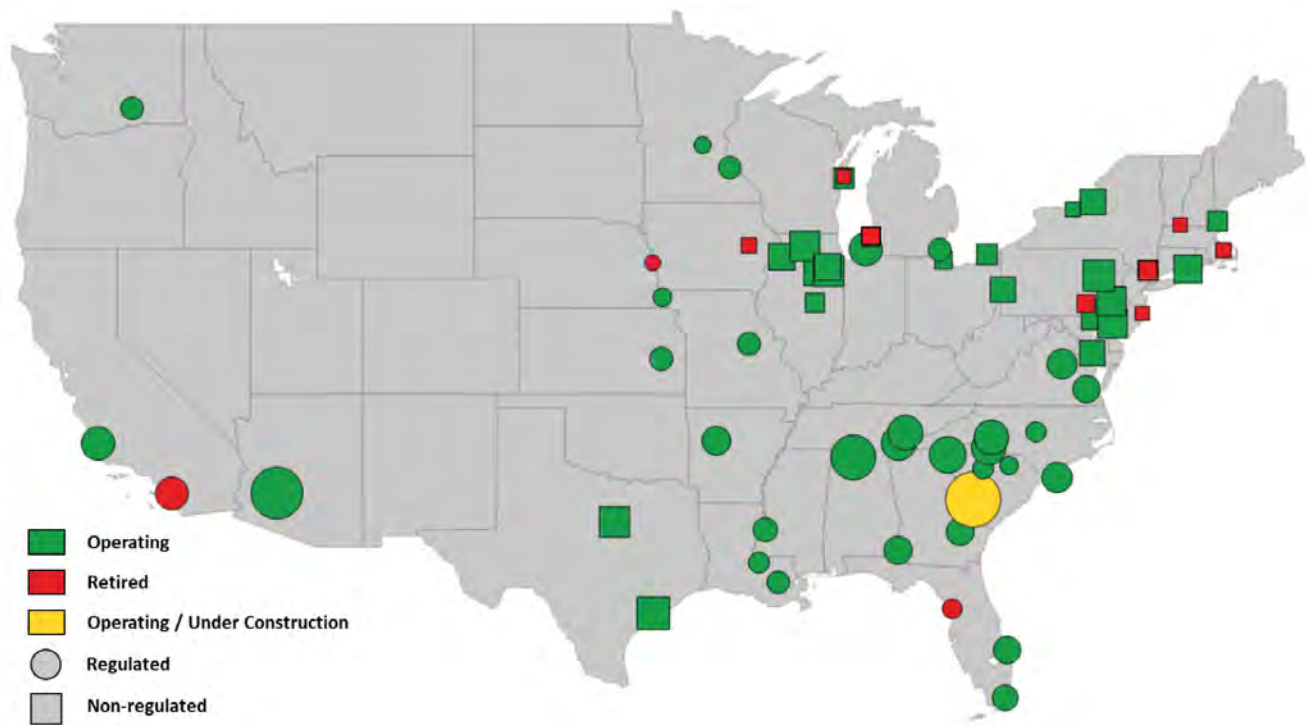 Operating
Retired
Operating / Under Construction
Regulated
Non-regulated